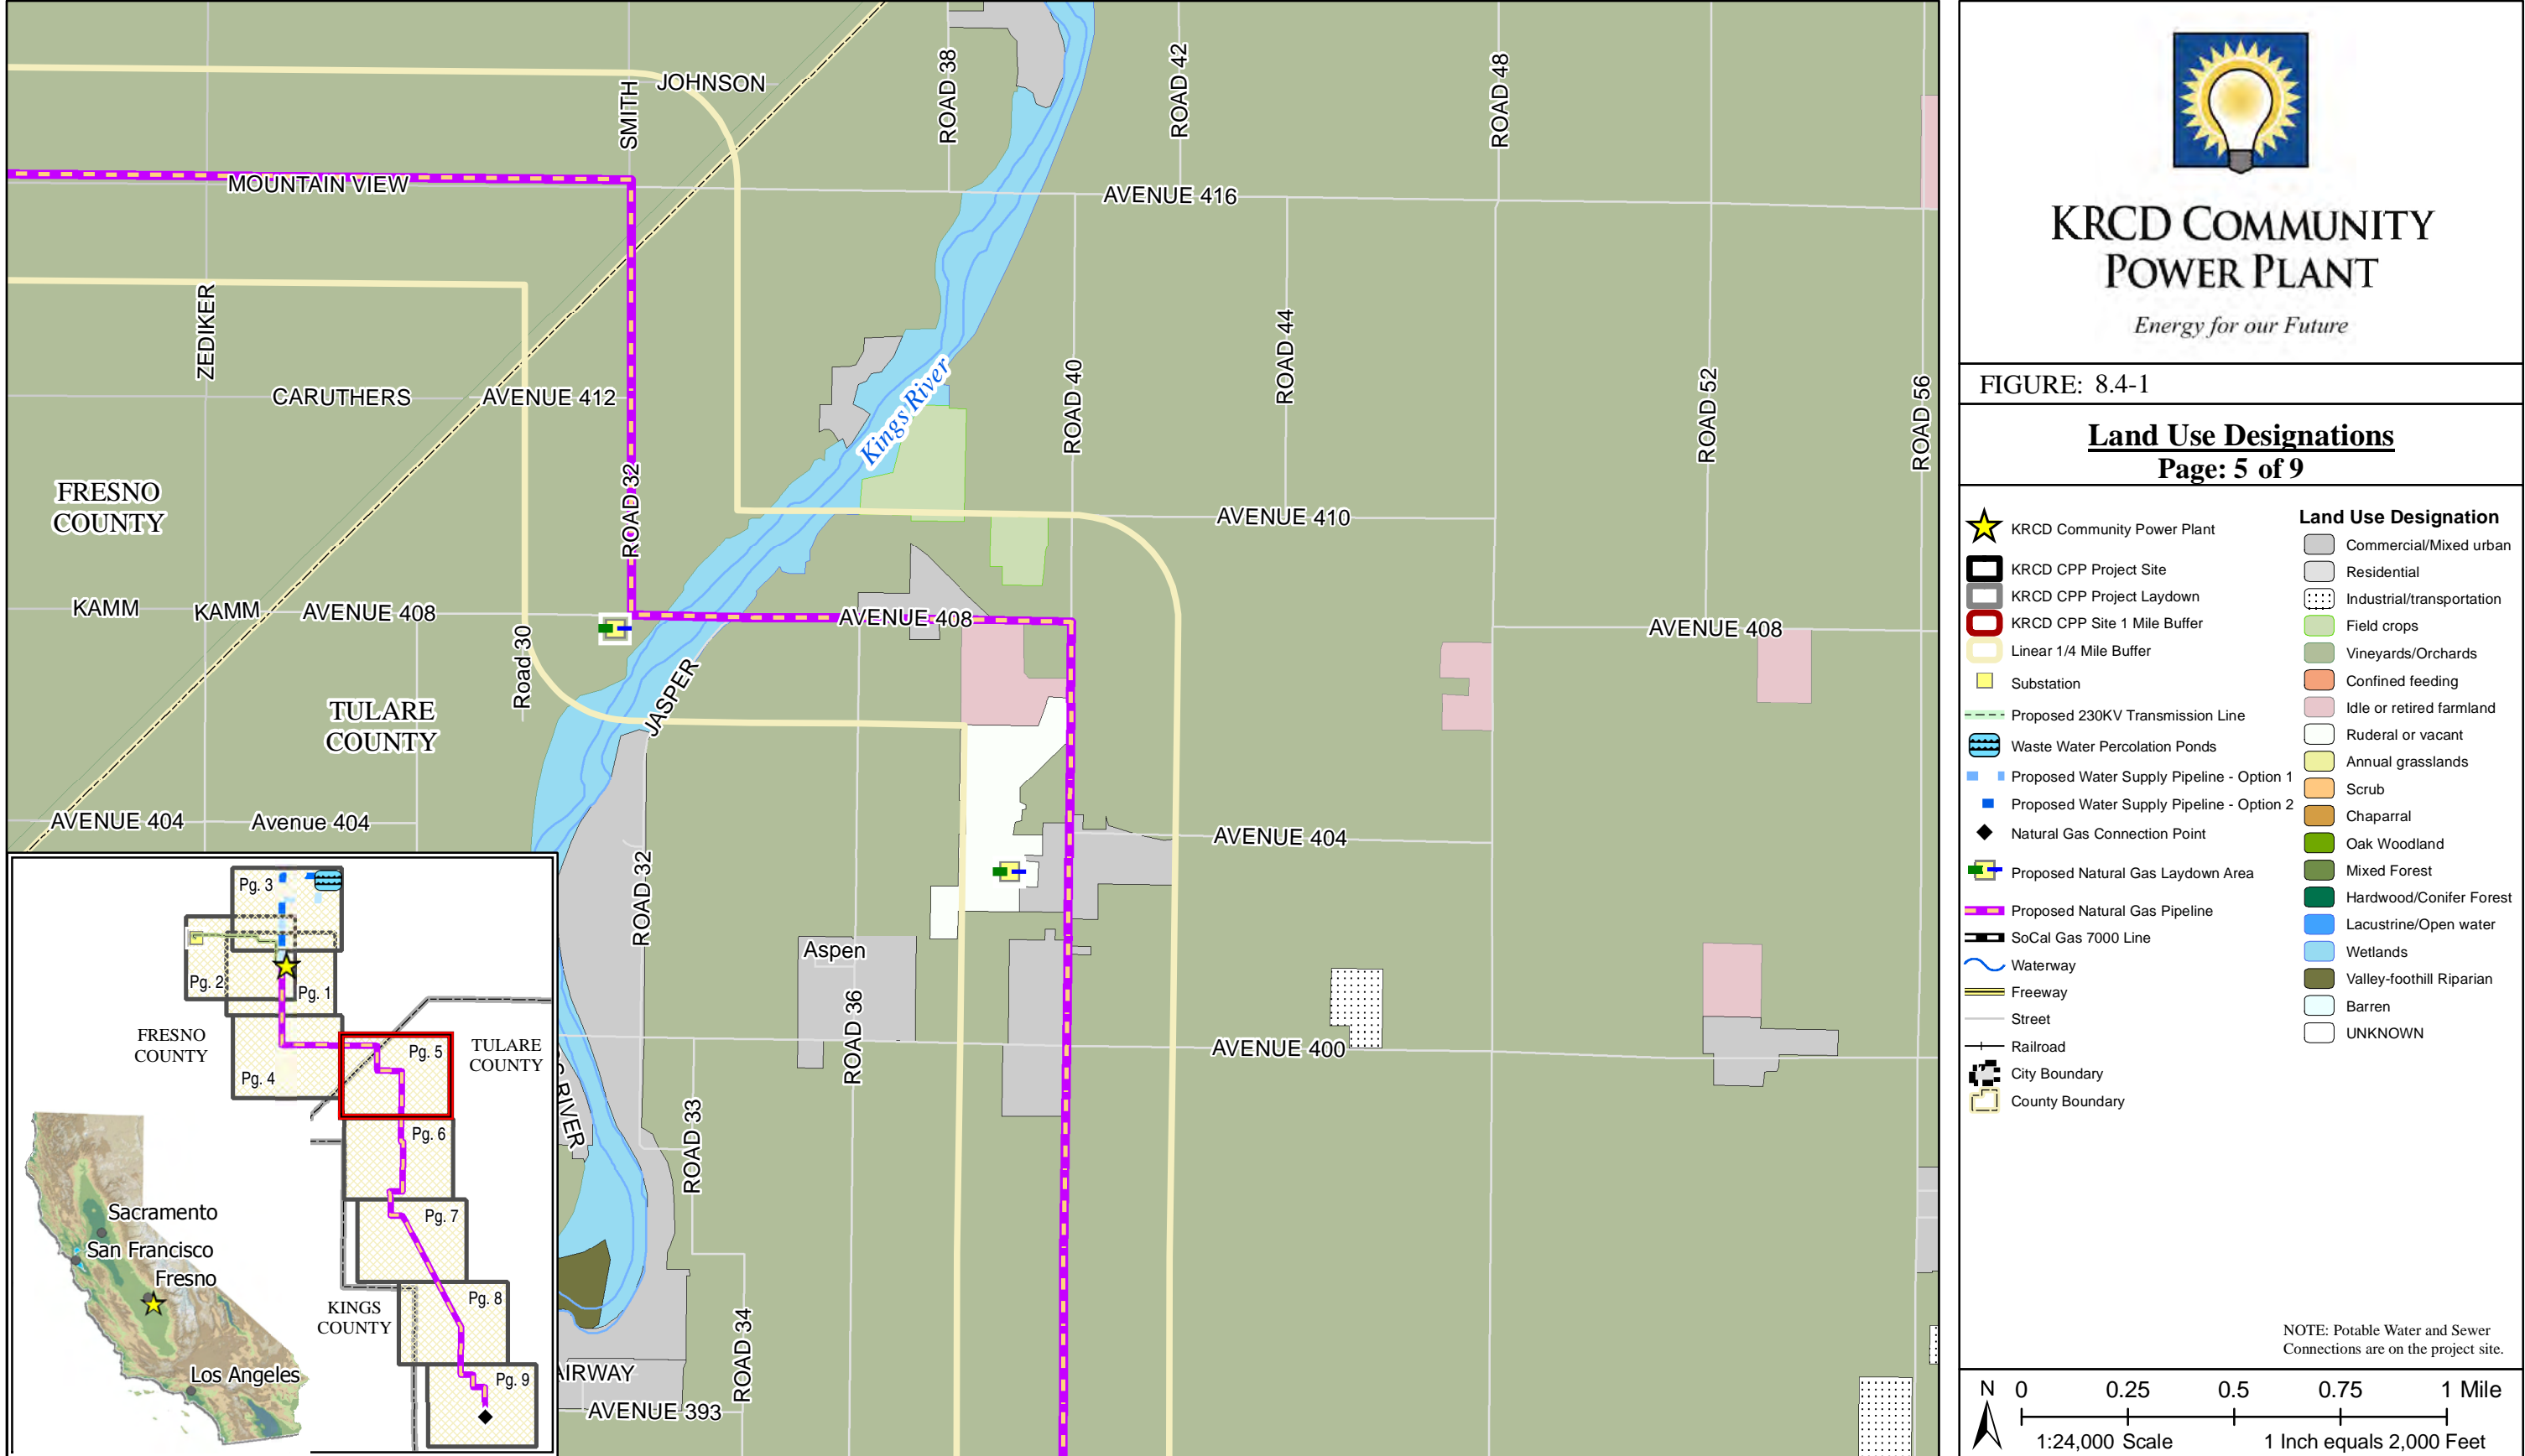 JOHNSON
SMITH
ROAD 38
ROAD 42
ROAD 48
MOUNTAIN VIEW
AVENUE 416
ZEDIKER
CARUTHERS
AVENUE 412
ROAD 32
Kings River
ROAD 40
ROAD 44
ROAD 52
ROAD 56
FRESNO
COUNTY
AVENUE 410
KAMM
KAMM
AVENUE 408
AVENUE 408
AVENUE 408
Road 30
JASPER
TULARE
COUNTY
AVENUE 404
Avenue 404
AVENUE 404
ROAD 32
Aspen
ROAD 36
AVENUE 400
RIVER
ROAD 33
ROAD 34
AIRWAY
AVENUE 393
Pg. 3
Pg. 2
Pg. 1
FRESNO
COUNTY
Pg. 4
Pg. 5
TULARE
COUNTY
Pg. 6
Pg. 7
Pg. 8
KINGS
COUNTY
Pg. 9
Sacramento
San Francisco
Fresno
Los Angeles
KRCD COMMUNITY
POWER PLANT
Energy for our Future
FIGURE: 8.4-1
Land Use Designations
Page: 5 of 9
KRCD Community Power Plant
KRCD CPP Project Site
KRCD CPP Project Laydown
KRCD CPP Site 1 Mile Buffer
Linear 1/4 Mile Buffer
Substation
Proposed 230KV Transmission Line
Waste Water Percolation Ponds
Proposed Water Supply Pipeline - Option 1
Proposed Water Supply Pipeline - Option 2
Natural Gas Connection Point
Proposed Natural Gas Laydown Area
Proposed Natural Gas Pipeline
SoCal Gas 7000 Line
Waterway
Freeway
Street
Railroad
City Boundary
County Boundary
Land Use Designation
Commercial/Mixed urban
Residential
Industrial/transportation
Field crops
Vineyards/Orchards
Confined feeding
Idle or retired farmland
Ruderal or vacant
Annual grasslands
Scrub
Chaparral
Oak Woodland
Mixed Forest
Hardwood/Conifer Forest
Lacustrine/Open water
Wetlands
Valley-foothill Riparian
Barren
UNKNOWN
NOTE: Potable Water and Sewer
Connections are on the project site.
N 0 0.25 0.5 0.75 1 Mile
1:24,000 Scale 1 Inch equals 2,000 Feet